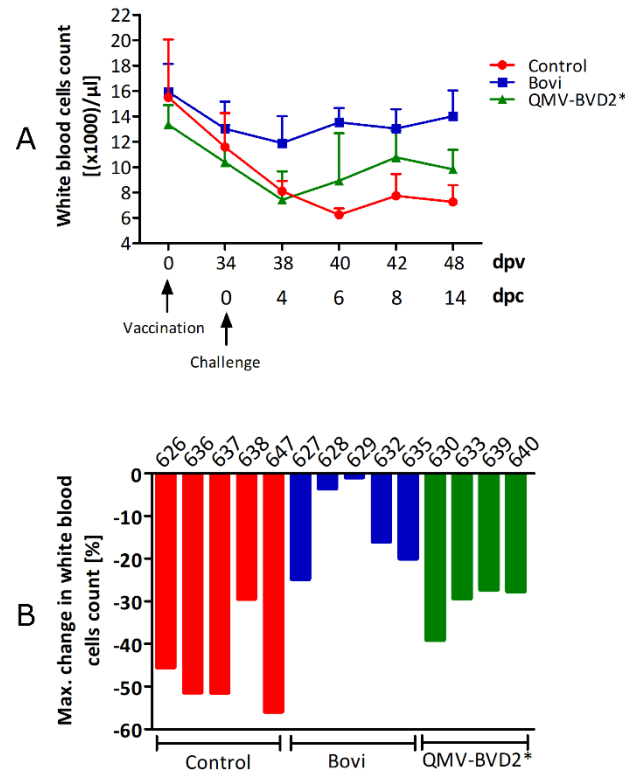 A
White blood cells count
[(x1000)/µl]
22
20
18
16
14
12
10
8
6
4
Control
Bovi
QMV-BVD2*
0 34 38 40 42 48 dpv
0 4 6 8 14 dpc
Vaccination
Challenge
B
Max. change in white blood
cells count [%]
626 636 637 638 647 627 628 629 632 635 630 633 639 640
0
-10
-20
-30
-40
-50
-60
Control Bovi QMV-BVD2*